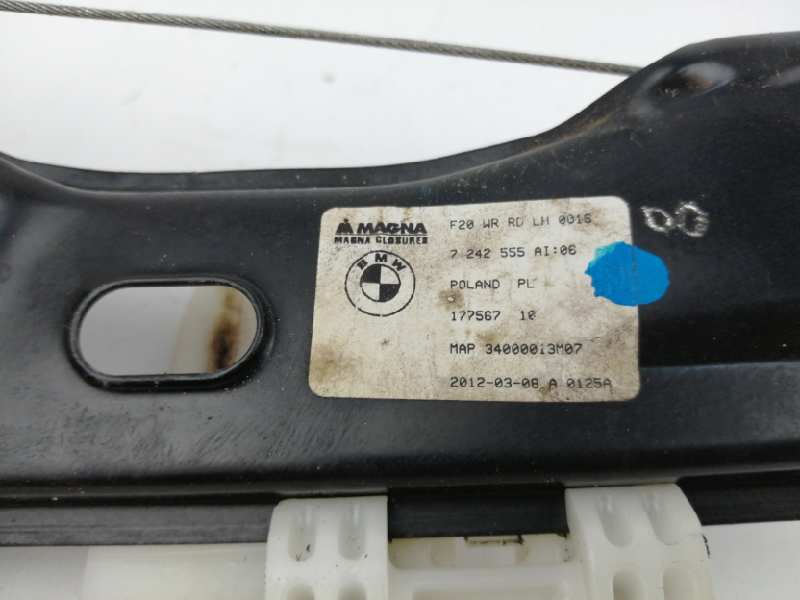 MAGNA
MAGNA CLOSURES
BMW
F20 WR RD LH 0016
7 242 555 AI:06
POLAND PL
177567 10
MAP 34000013M07
2012-03-08 A 0125A